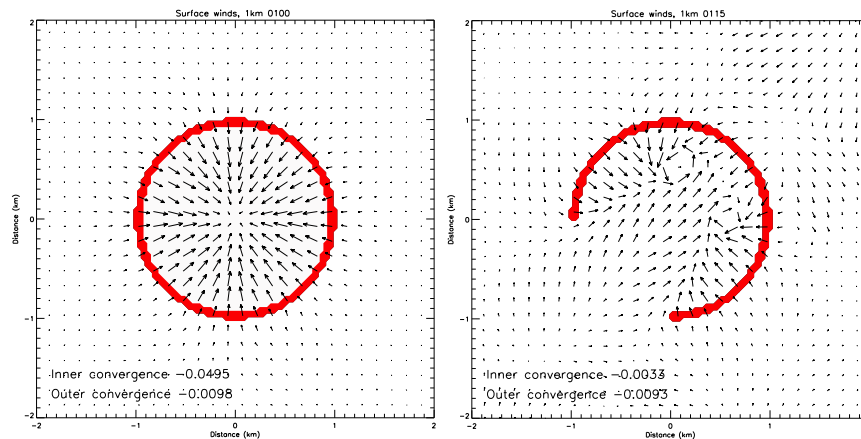 Surface winds, 1km 0100
2
1
0
-1
-2
Distance (km)
-2 -1 0 1 2
Distance (km)
Inner convergence -0.0495
Outer convergence -0.0098
Surface winds, 1km 0115
2
1
0
-1
-2
Distance (km)
-2 -1 0 1 2
Distance (km)
Inner convergence -0.0033
Outer convergence -0.0093